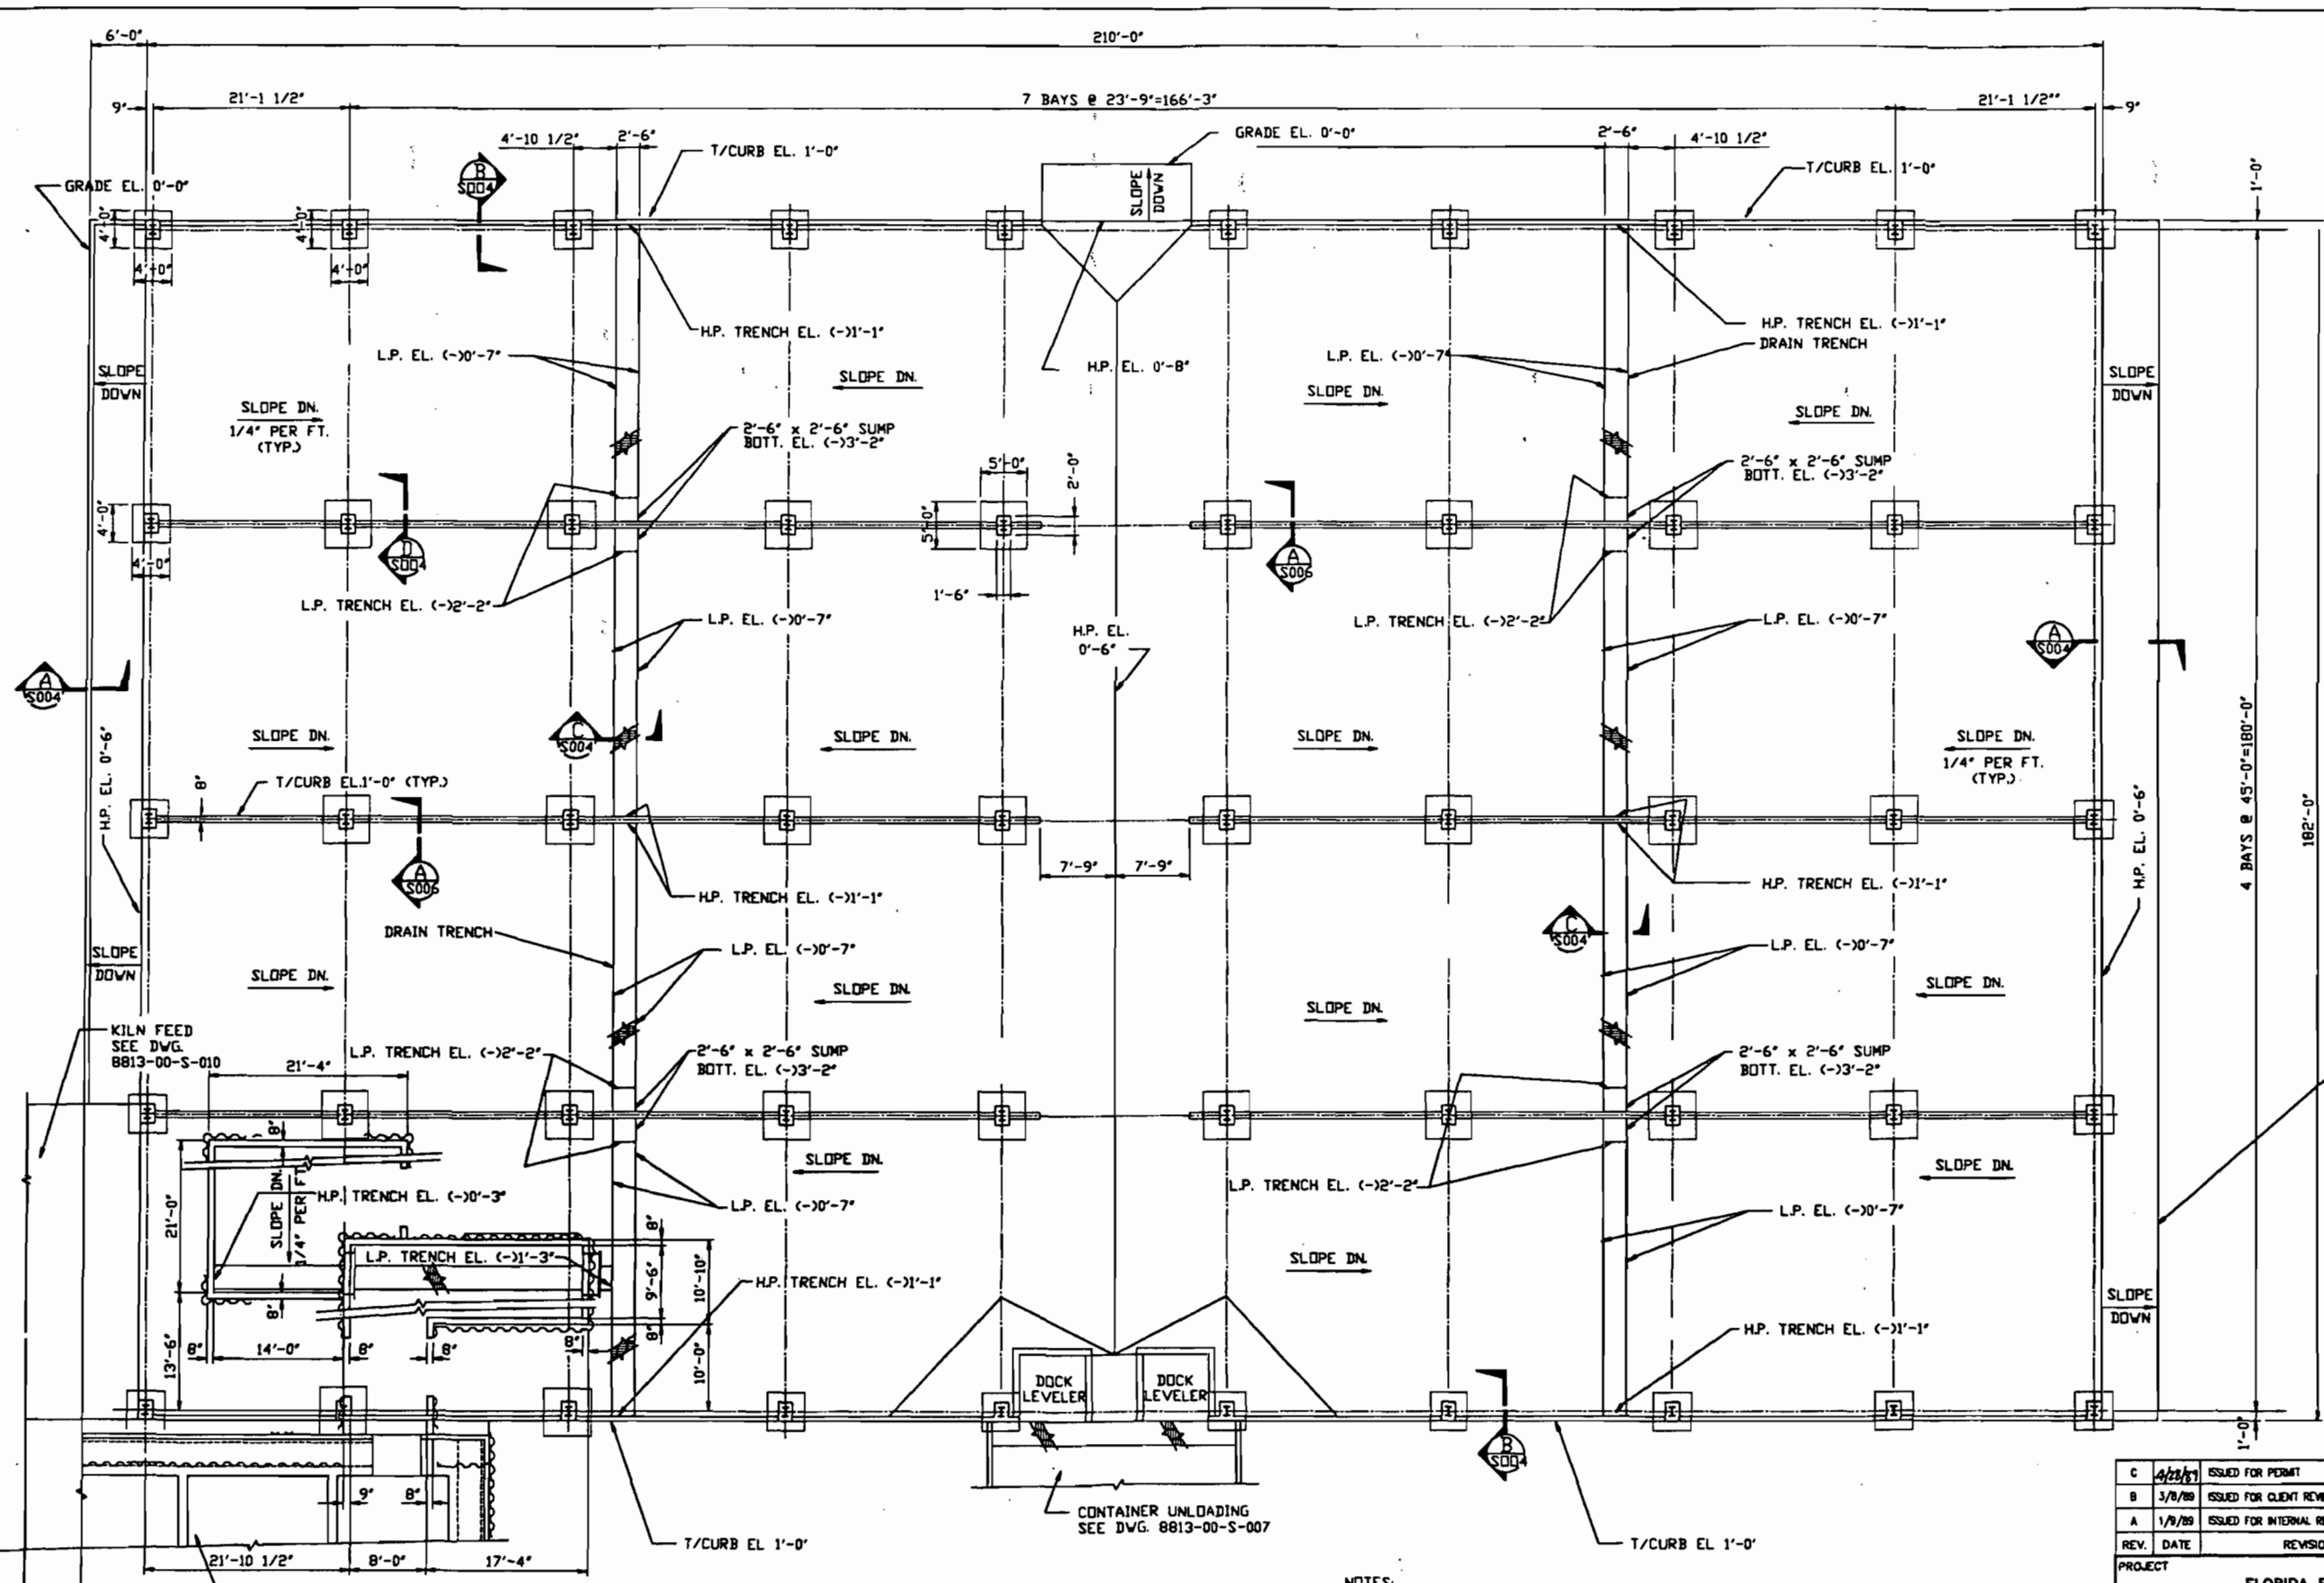 6'-0"
210'-0"
9"
21'-1 1/2"
7 BAYS @ 23'-9"=166'-3"
21'-1 1/2""
9"
4'-10 1/2"
2'-6"
T/CURB EL. 1'-0"
GRADE EL. 0'-0"
2'-6"
4'-10 1/2"
T/CURB EL. 1'-0"
B
S004
GRADE EL. 0'-0"
SLOPE
DOWN
1'-0"
4'-0"
4'-0"
4'-0"
4'-0"
H.P. TRENCH EL. (-)1'-1"
H.P. TRENCH EL. (-)1'-1"
DRAIN TRENCH
L.P. EL. (-)0'-7"
H.P. EL. 0'-8"
L.P. EL. (-)0'-7"
SLOPE
DOWN
SLOPE DN.
SLOPE DN.
SLOPE
DOWN
SLOPE DN.
1/4" PER FT.
(TYP.)
SLOPE DN.
2'-6" x 2'-6" SUMP
BOTT. EL. (-)3'-2"
2'-6" x 2'-6" SUMP
BOTT. EL. (-)3'-2"
5'-0"
2'-0"
4'-0"
5'-0"
4'-0"
D
S004
A
S006
1'-6"
L.P. TRENCH EL. (-)2'-2"
L.P. EL. (-)0'-7"
L.P. TRENCH EL. (-)2'-2"
L.P. EL. (-)0'-7"
H.P. EL.
0'-6"
A
S004
A
S004
C
S004
H.P. EL. 0'-6"
SLOPE DN.
SLOPE DN.
SLOPE DN.
SLOPE DN.
1/4" PER FT.
(TYP.)
4 BAYS @ 45'-0"=180'-0"
182'-0"
8"
T/CURB EL.1'-0" (TYP.)
H.P. EL. 0'-6"
A
S006
7'-9"
7'-9"
H.P. TRENCH EL. (-)1'-1"
H.P. TRENCH EL. (-)1'-1"
DRAIN TRENCH
L.P. EL. (-)0'-7"
C
S004
L.P. EL. (-)0'-7"
SLOPE
DOWN
SLOPE DN.
SLOPE DN.
SLOPE DN.
SLOPE DN.
KILN FEED
SEE DWG.
8813-00-S-010
21'-4"
L.P. TRENCH EL. (-)2'-2"
2'-6" x 2'-6" SUMP
BOTT. EL. (-)3'-2"
2'-6" x 2'-6" SUMP
BOTT. EL. (-)3'-2"
8"
SLOPE DN.
SLOPE DN.
21'-0"
SLOPE DN.
1/4" PER FT.
H.P. TRENCH EL. (-)0'-3"
L.P. EL. (-)0'-7"
L.P. TRENCH EL. (-)2'-2"
L.P. EL. (-)0'-7"
8"
L.P. TRENCH EL. (-)1'-3"
9'-6"
10'-10"
H.P. TRENCH EL. (-)1'-1"
SLOPE DN.
SLOPE
DOWN
8"
8"
13'-6"
8"
14'-0"
8"
8"
8"
10'-0"
H.P. TRENCH EL. (-)1'-1"
DOCK
LEVELER
DOCK
LEVELER
1'-0"
B
S004
9"
8"
CONTAINER UNLOADING
SEE DWG. 8813-00-S-007
T/CURB EL 1'-0"
T/CURB EL 1'-0"
21'-10 1/2"
8'-0"
17'-4"
NOTES:
C 4/28/89 ISSUED FOR PERMIT
B 3/8/89 ISSUED FOR CLIENT
A 1/9/89 ISSUED FOR INTERNAL
REV. DATE
PROJECT
FLORIDA